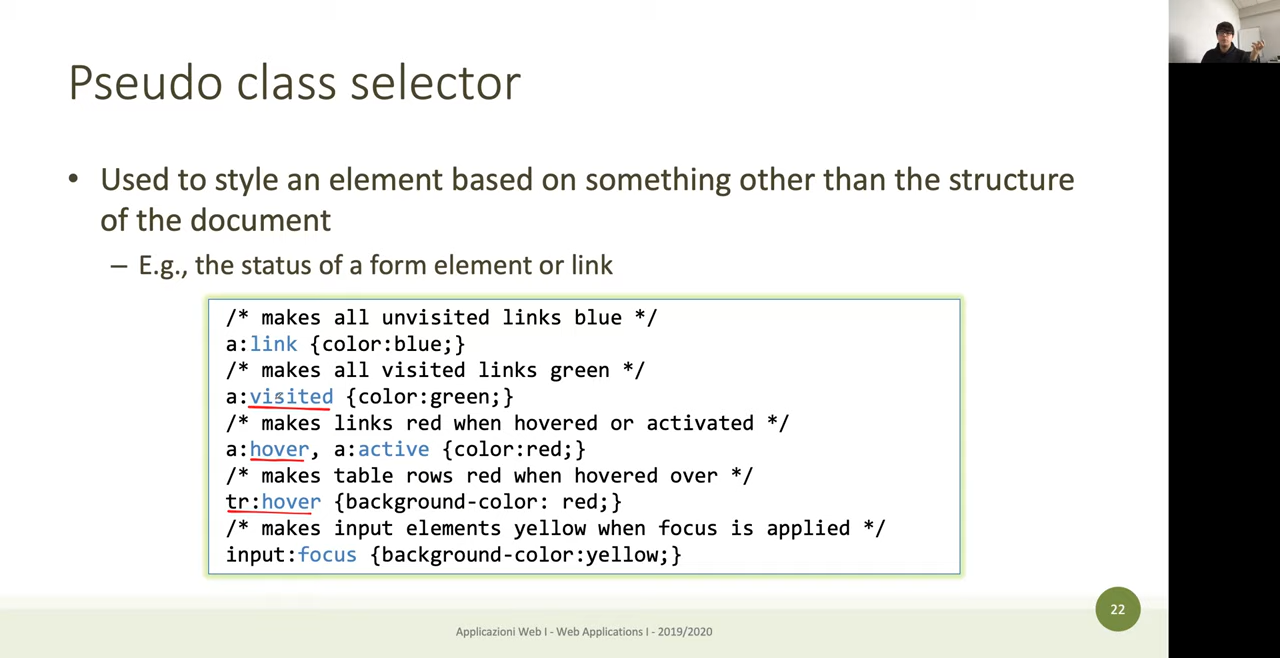 Pseudo class selector
• Used to style an element based on something other than the structure
of the document
– E.g., the status of a form element or link
/* makes all unvisited links blue */
a:link {color:blue;}
/* makes all visited links green */
a:visited {color:green;}
/* makes links red when hovered or activated */
a:hover, a:active {color:red;}
/* makes table rows red when hovered over */
tr:hover {background-color: red;}
/* makes input elements yellow when focus is applied */
input:focus {background-color:yellow;}
22
Applicazioni Web I - Web Applications I - 2019/2020